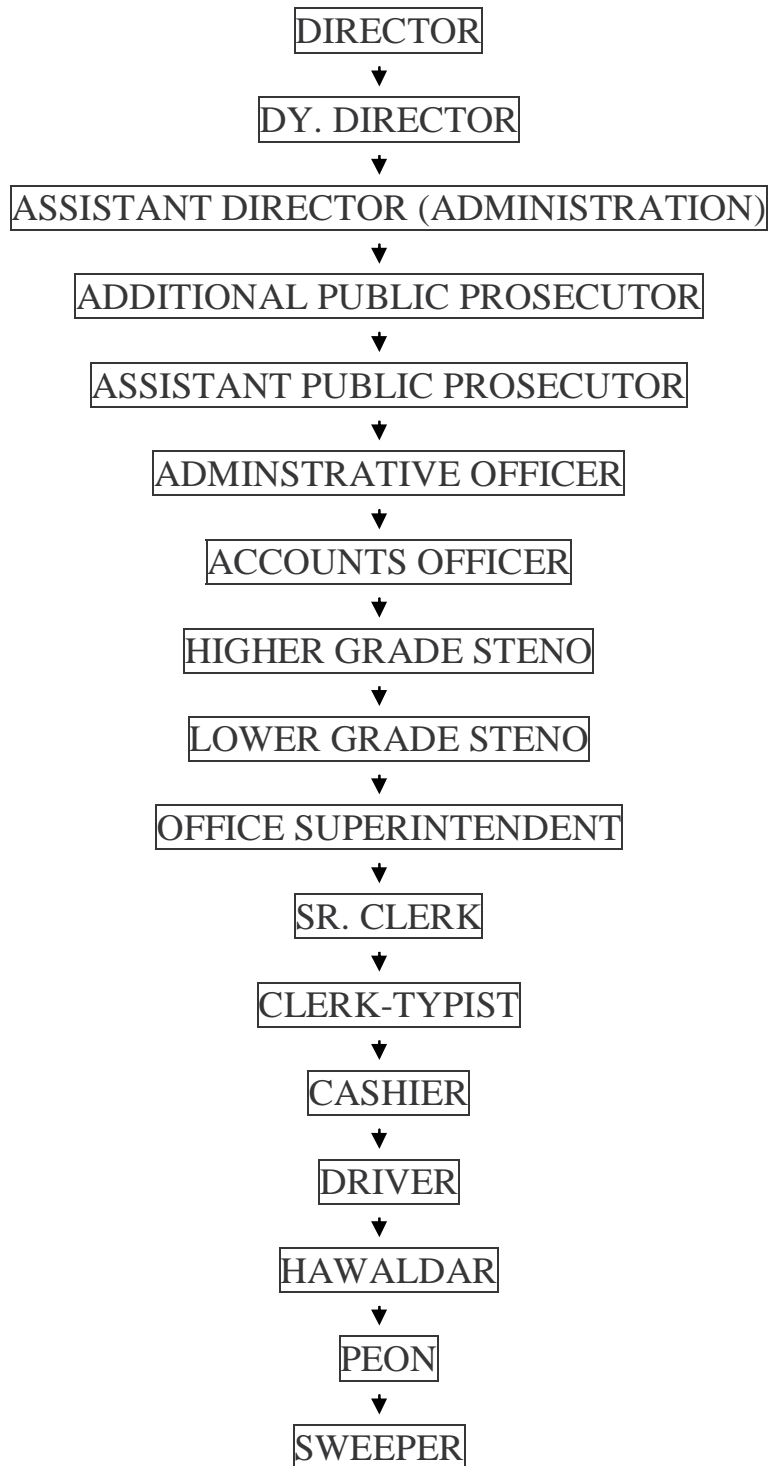 DIRECTOR
DY. DIRECTOR
ASSISTANT DIRECTOR (ADMINISTRATION)
ADDITIONAL PUBLIC PROSECUTOR
ASSISTANT PUBLIC PROSECUTOR
ADMINSTRATIVE OFFICER
ACCOUNTS OFFICER
HIGHER GRADE STENO
LOWER GRADE STENO
OFFICE SUPERINTENDENT
SR. CLERK
CLERK-TYPIST
CASHIER
DRIVER
HAWALDAR
PEON
SWEEPER